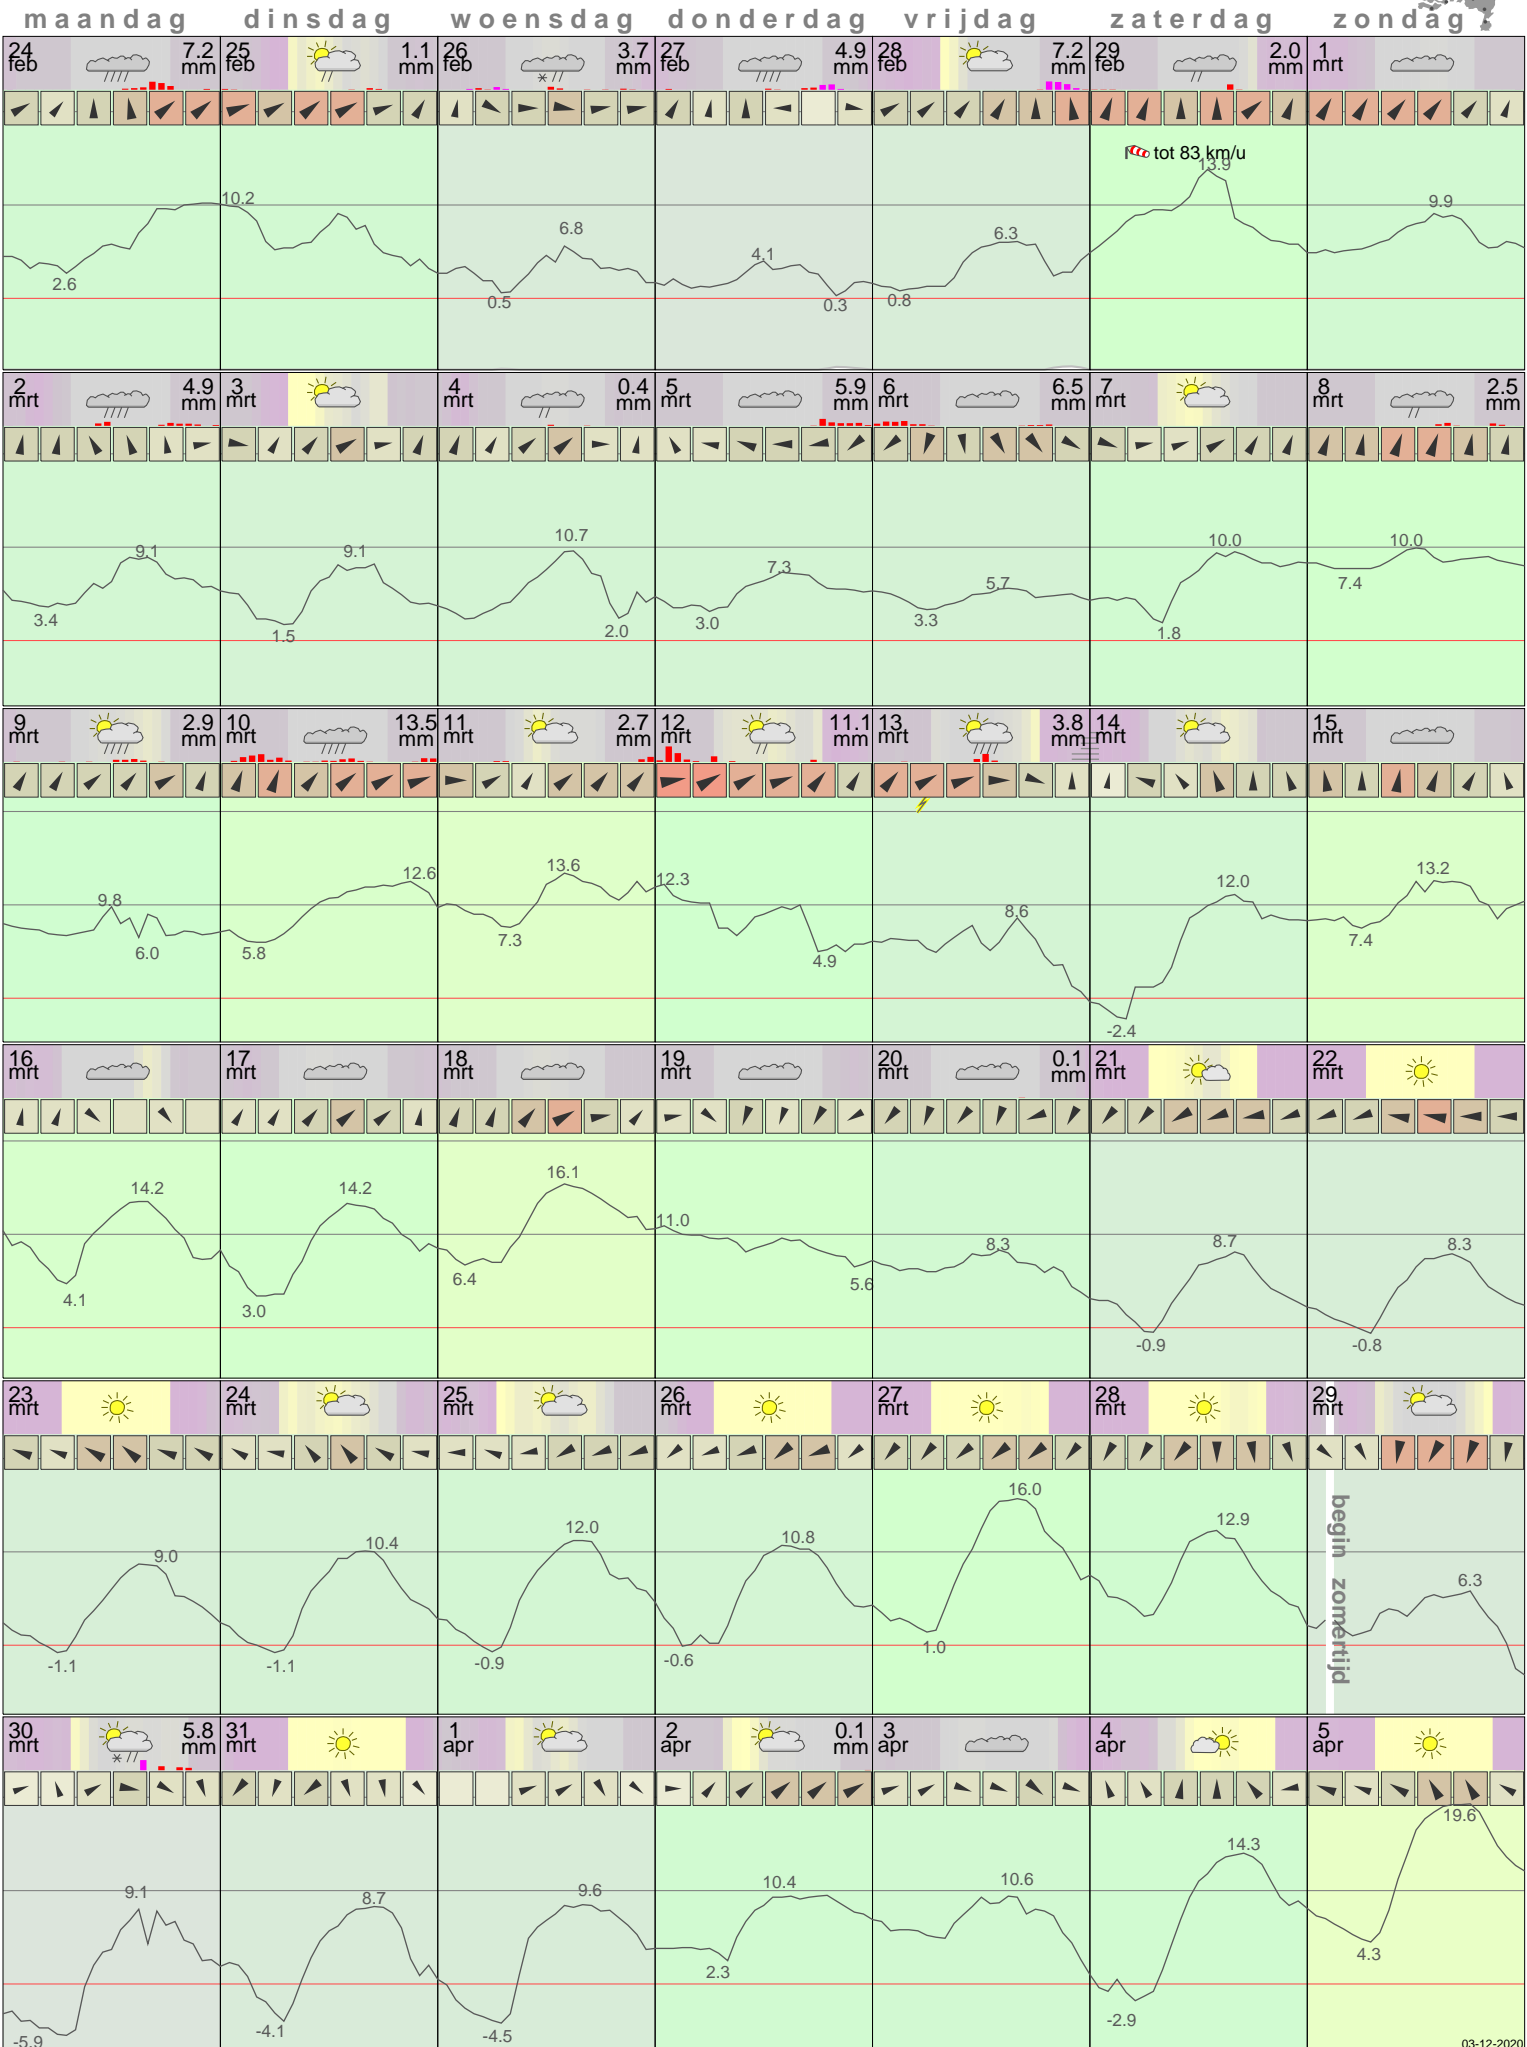 maandag dinsdag woensdag donderdag vrijdag zaterdag zondag
24 feb 7.2 mm 25 feb 1.1 mm 26 feb 3.7 mm 27 feb 4.9 mm 28 feb 7.2 mm 29 feb 2.0 mm 1 mrt
tot 83 km/u
13.9
10.2 9.9
6.8 6.3
4.1
2.6 0.5 0.3 0.8
2 mrt 4.9 mm 3 mrt 4 mrt 0.4 mm 5 mrt 5.9 mm 6 mrt 6.5 mm 7 mrt 8 mrt 2.5 mm
9.1 9.1 10.7 7.3 5.7 10.0 10.0
3.4 1.5 2.0 3.0 3.3 1.8 7.4
9 mrt 2.9 mm 10 mrt 13.5 mm 11 mrt 2.7 mm 12 mrt 11.1 mm 13 mrt 3.8 mm 14 mrt 15 mrt
9.8 12.6 13.6 12.3 8.6 12.0 13.2
6.0 5.8 7.3 4.9 -2.4 7.4
16 mrt 17 mrt 18 mrt 19 mrt 20 mrt 0.1 mm 21 mrt 22 mrt
14.2 14.2 16.1 11.0 8.3 8.7 8.3
4.1 3.0 6.4 5.6 -0.9 -0.8
23 mrt 24 mrt 25 mrt 26 mrt 27 mrt 28 mrt 29 mrt
begin zomertijd
9.0 10.4 12.0 10.8 16.0 12.9 6.3
-1.1 -1.1 -0.9 -0.6 1.0
30 mrt 5.8 mm 31 mrt 1 apr 2 apr 0.1 mm 3 apr 4 apr 5 apr
9.1 8.7 9.6 10.4 10.6 14.3 19.6
-5.9 -4.1 -4.5 2.3 -2.9 4.3
03-12-2020